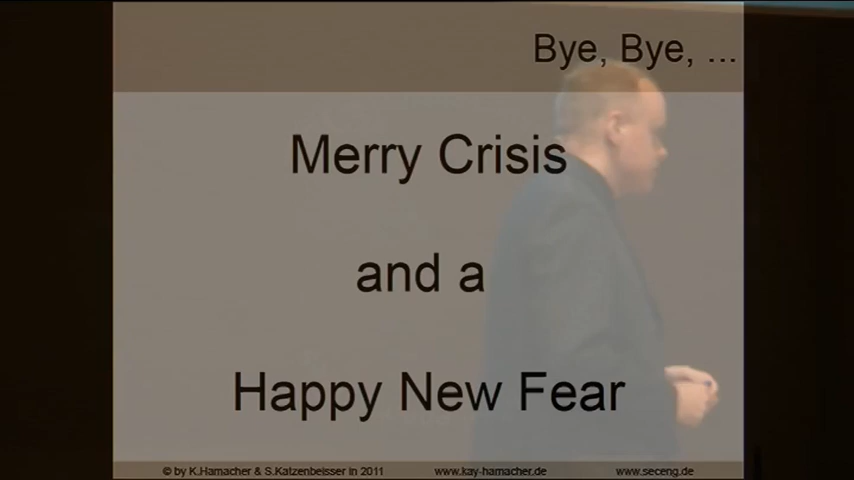 Bye, Bye, ...
Merry Crisis
and a
Happy New Fear
© by K.Hamacher & S.Katzenbeisser in 2011 www.kay-hamacher.de www.seceng.de